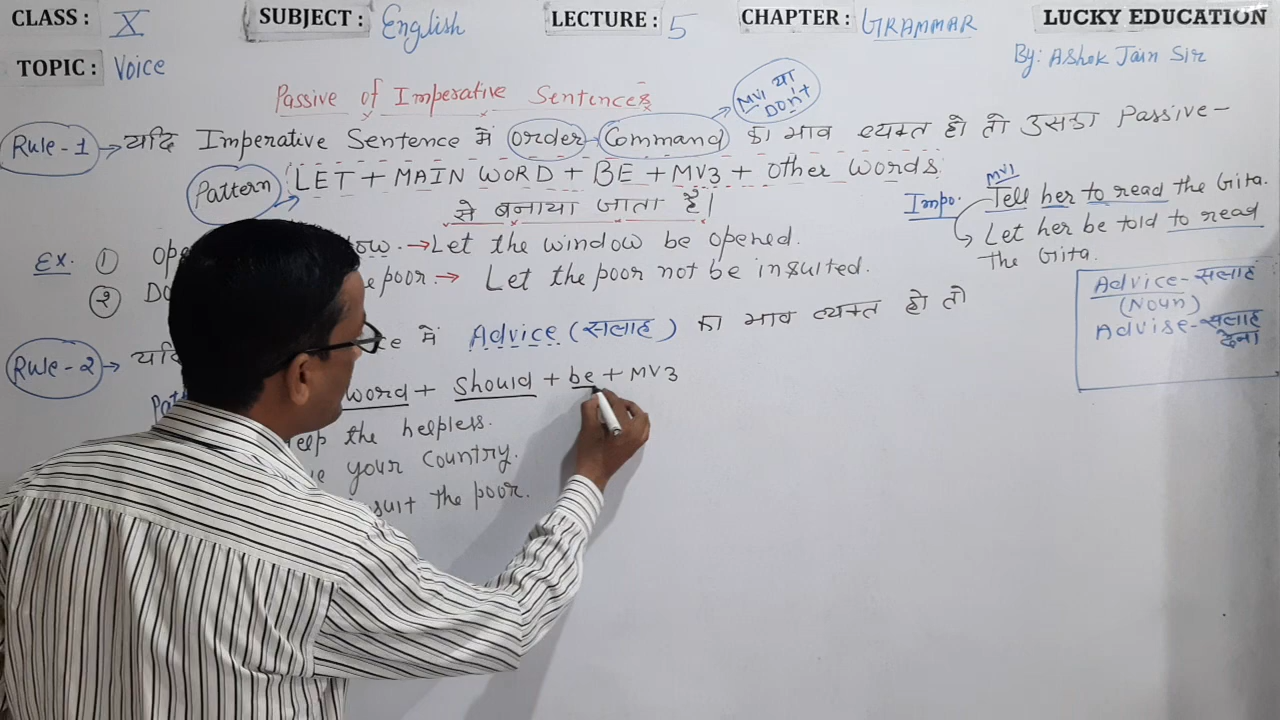 CLASS : X SUBJECT : English LECTURE : 5 CHAPTER : GRAMMAR LUCKY EDUCATION
TOPIC : Voice By: Ashok Jain Sir
Passive of Imperative Sentences
MV1 या Don't
Rule-1 → यदि Imperative Sentence में Order Command का भाव व्यक्त हो तो उसका Passive-
Pattern LET + MAIN WORD + BE + MV3 + Other words
से बनाया जाता है।
MV1
Impo. Tell her to read the Gita.
Let her be told to read
the Gita.
Ex. ① Ope ow. → Let the window be opened.
② Do e poor → Let the poor not be insulted.
Advice - सलाह
(Noun)
Advise - सलाह
देना
Rule-2 → यदि में Advice (सलाह) का भाव व्यक्त हो तो
word + should + be + MV3
the helpless.
your country.
the poor.